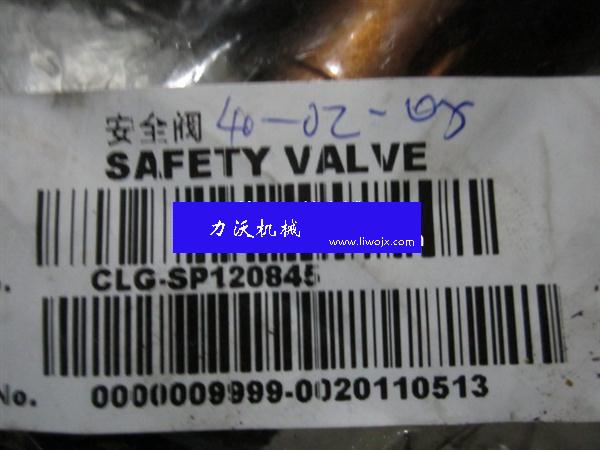 安全阀 40-02-08
SAFETY VALVE
力沃机械
www.liwojx.com
CLG-SP120845
No.
0000009999-0020110513